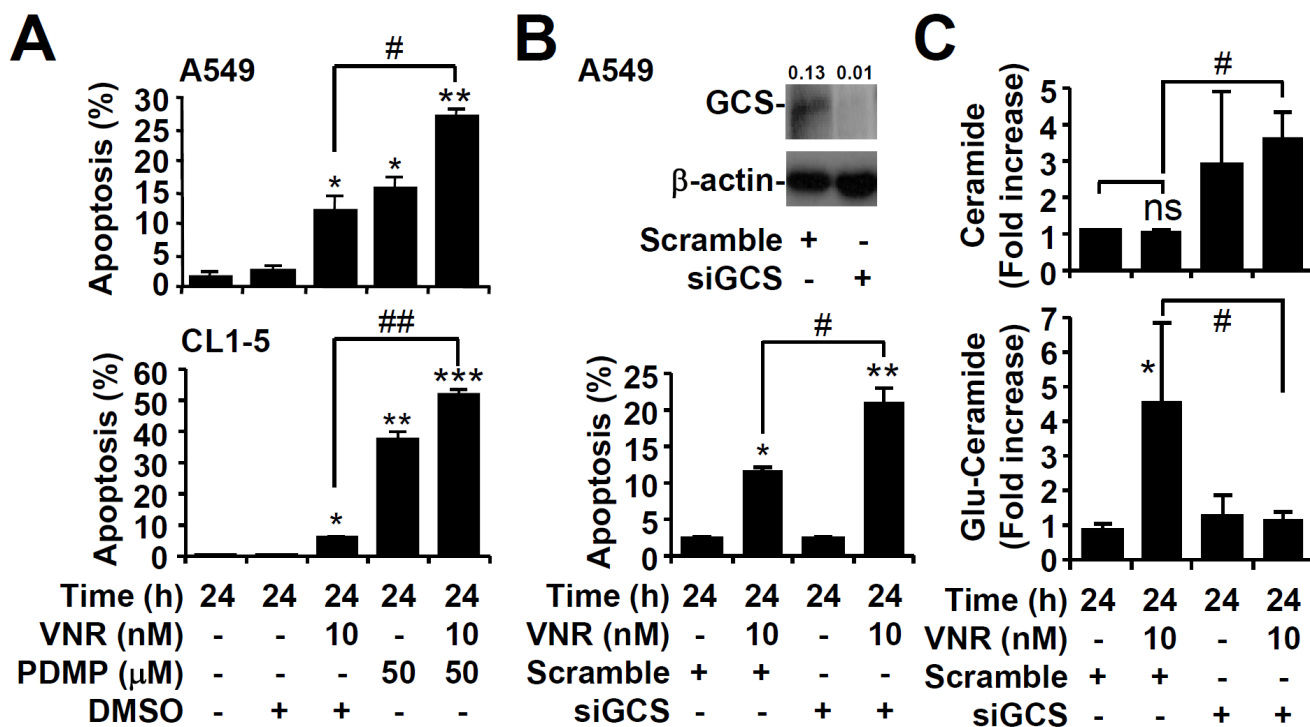 A
A549
#
**
*
*
Apoptosis (%)
30
25
20
15
10
5
0
CL1-5
##
***
**
*
Apoptosis (%)
60
50
40
30
20
10
0
Time (h) 24 24 24 24 24
VNR (nM) - - 10 - 10
PDMP (μM) - - - 50 50
DMSO - + + - -
B
A549
0.13 0.01
GCS-
β-actin-
Scramble + -
siGCS - +
#
**
*
Apoptosis (%)
25
20
15
10
5
0
Time (h) 24 24 24 24
VNR (nM) - 10 - 10
Scramble + + - -
siGCS - - + +
C
#
ns
Ceramide
(Fold increase)
5
4
3
2
1
0
#
*
Glu-Ceramide
(Fold increase)
7
6
5
4
3
2
1
0
Time (h) 24 24 24 24
VNR (nM) - 10 - 10
Scramble + + - -
siGCS - - + +